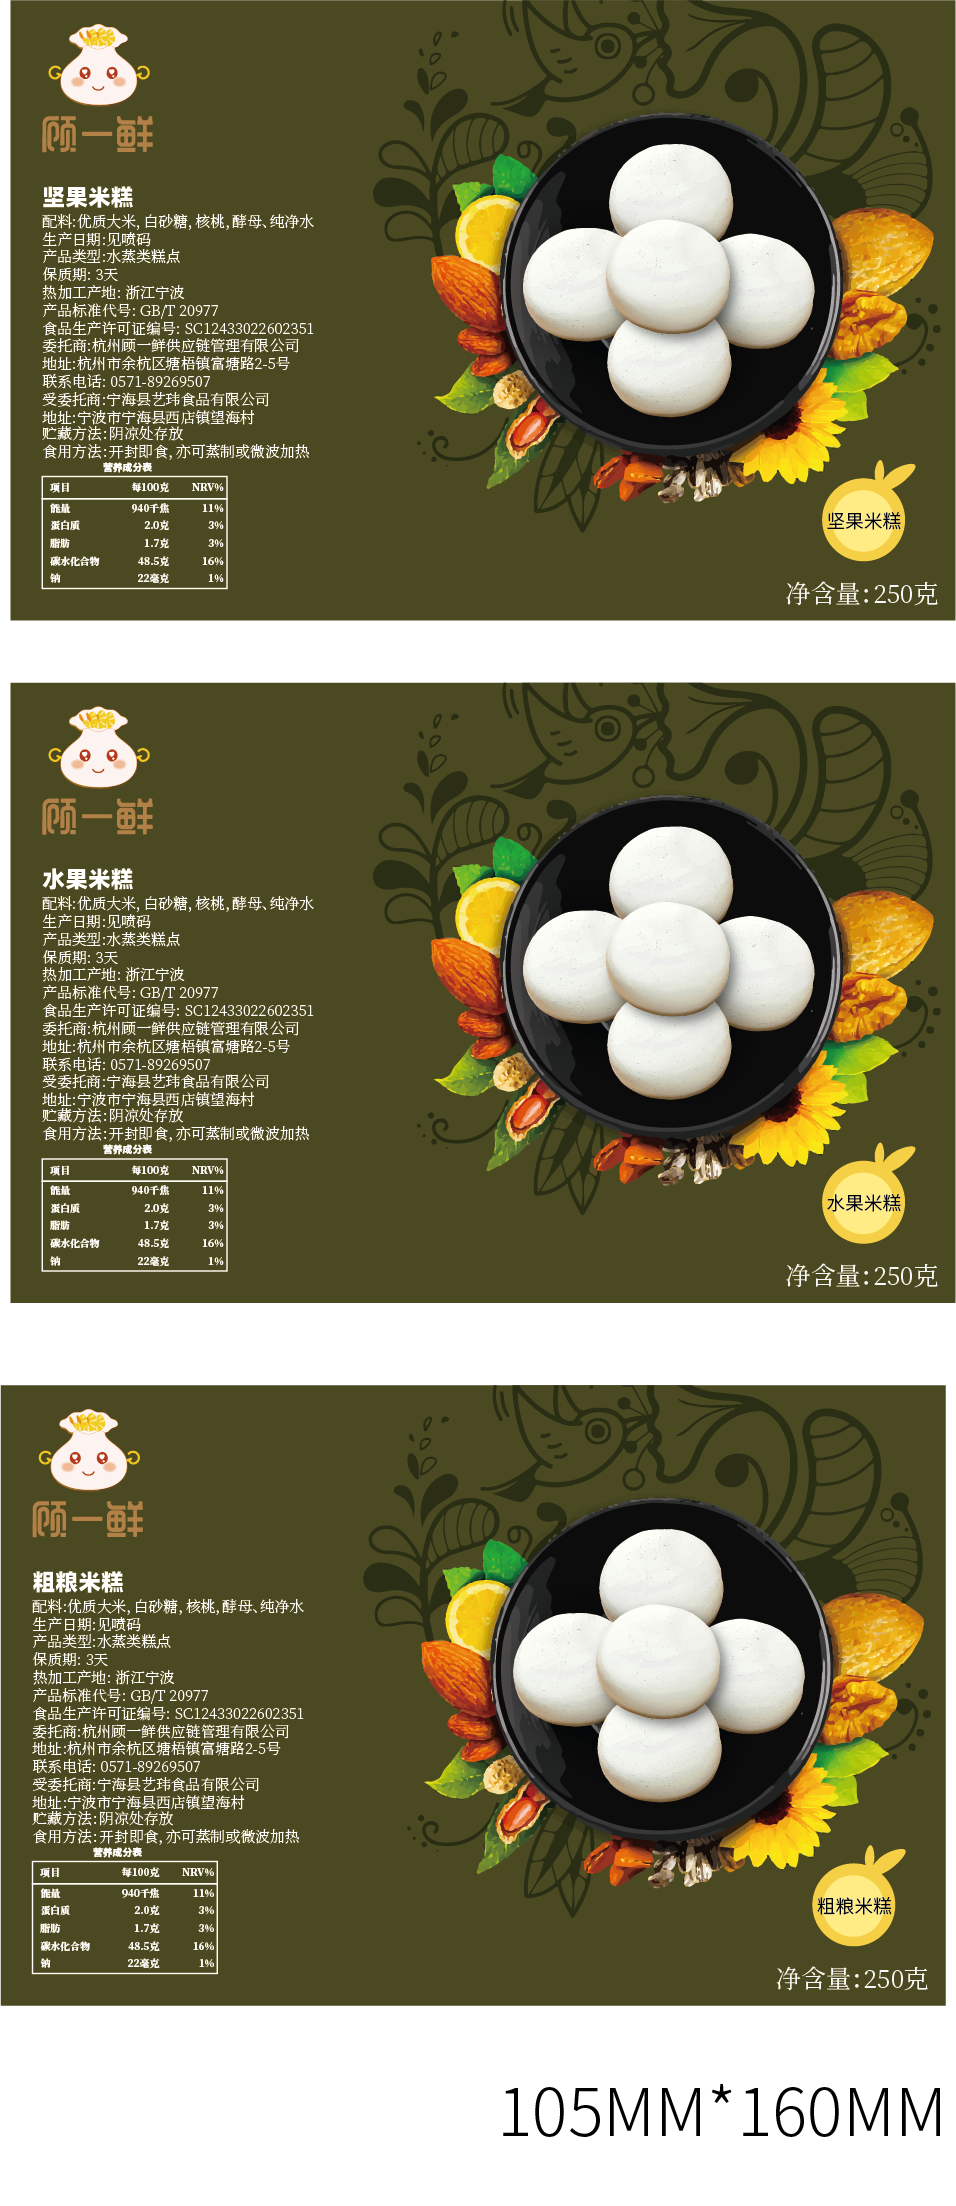 顾一鲜
坚果米糕
配料:优质大米, 白砂糖, 核桃, 酵母、纯净水
生产日期:见喷码
产品类型:水蒸类糕点
保质期: 3天
热加工产地: 浙江宁波
产品标准代号: GB/T 20977
食品生产许可证编号: SC12433022602351
委托商:杭州顾一鲜供应链管理有限公司
地址:杭州市余杭区塘梧镇富塘路2-5号
联系电话: 0571-89269507
受委托商:宁海县艺玮食品有限公司
地址:宁波市宁海县西店镇望海村
贮藏方法:阴凉处存放
食用方法:开封即食, 亦可蒸制或微波加热
营养成分表
项目 每100克 NRV%
能量 940千焦 11%
蛋白质 2.0克 3%
脂肪 1.7克 3%
碳水化合物 48.5克 16%
钠 22毫克 1%
坚果米糕
净含量:250克
顾一鲜
水果米糕
配料:优质大米, 白砂糖, 核桃, 酵母、纯净水
生产日期:见喷码
产品类型:水蒸类糕点
保质期: 3天
热加工产地: 浙江宁波
产品标准代号: GB/T 20977
食品生产许可证编号: SC12433022602351
委托商:杭州顾一鲜供应链管理有限公司
地址:杭州市余杭区塘梧镇富塘路2-5号
联系电话: 0571-89269507
受委托商:宁海县艺玮食品有限公司
地址:宁波市宁海县西店镇望海村
贮藏方法:阴凉处存放
食用方法:开封即食, 亦可蒸制或微波加热
营养成分表
项目 每100克 NRV%
能量 940千焦 11%
蛋白质 2.0克 3%
脂肪 1.7克 3%
碳水化合物 48.5克 16%
钠 22毫克 1%
水果米糕
净含量:250克
顾一鲜
粗粮米糕
配料:优质大米, 白砂糖, 核桃, 酵母、纯净水
生产日期:见喷码
产品类型:水蒸类糕点
保质期: 3天
热加工产地: 浙江宁波
产品标准代号: GB/T 20977
食品生产许可证编号: SC12433022602351
委托商:杭州顾一鲜供应链管理有限公司
地址:杭州市余杭区塘梧镇富塘路2-5号
联系电话: 0571-89269507
受委托商:宁海县艺玮食品有限公司
地址:宁波市宁海县西店镇望海村
贮藏方法:阴凉处存放
食用方法:开封即食, 亦可蒸制或微波加热
营养成分表
项目 每100克 NRV%
能量 940千焦 11%
蛋白质 2.0克 3%
脂肪 1.7克 3%
碳水化合物 48.5克 16%
钠 22毫克 1%
粗粮米糕
净含量:250克
105MM*160MM